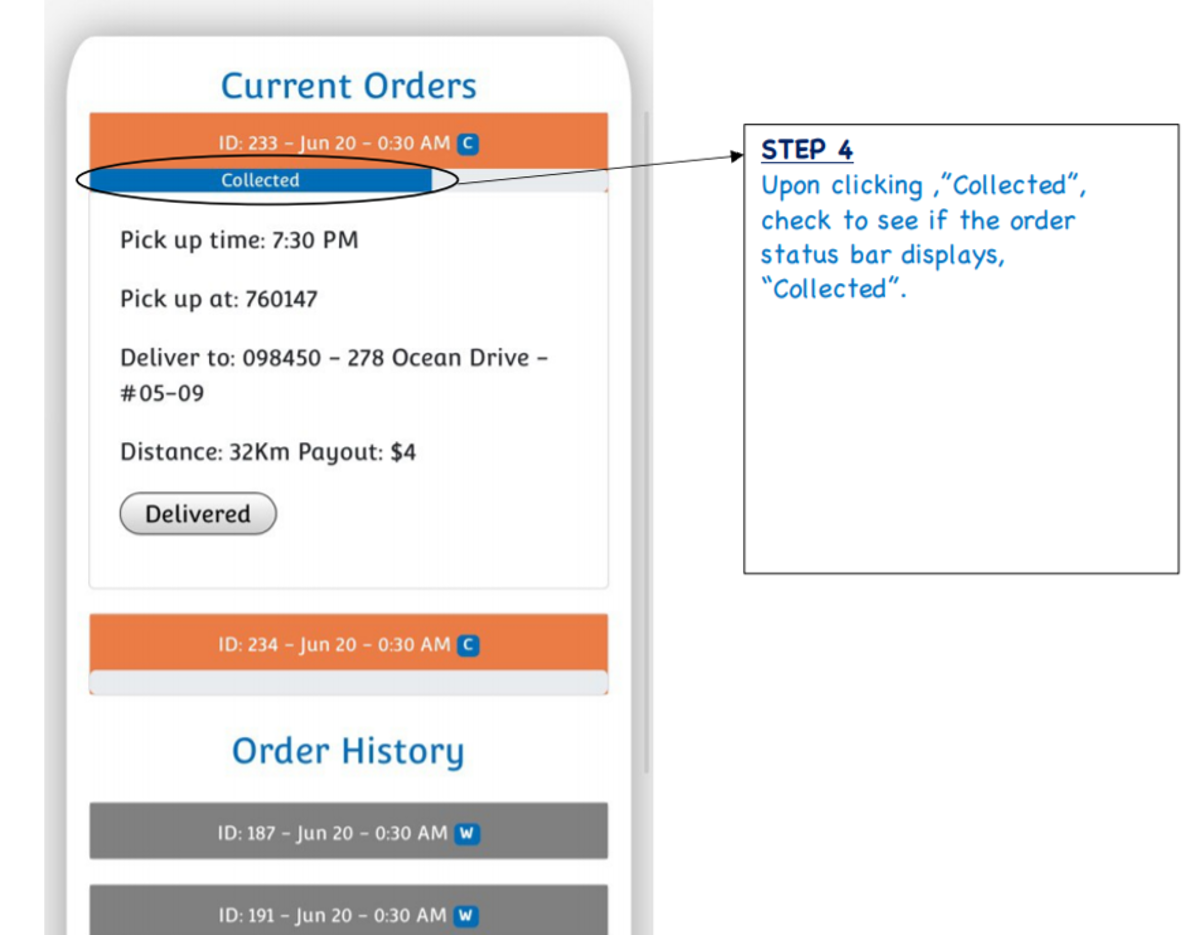 Current Orders
ID: 233 - Jun 20 - 0:30 AM C
Collected
Pick up time: 7:30 PM
Pick up at: 760147
Deliver to: 098450 - 278 Ocean Drive -
#05-09
Distance: 32Km Payout: $4
Delivered
ID: 234 - Jun 20 - 0:30 AM C
Order History
ID: 187 - Jun 20 - 0:30 AM W
ID: 191 - Jun 20 - 0:30 AM W
STEP 4
Upon clicking ,”Collected”,
check to see if the order
status bar displays,
“Collected”.